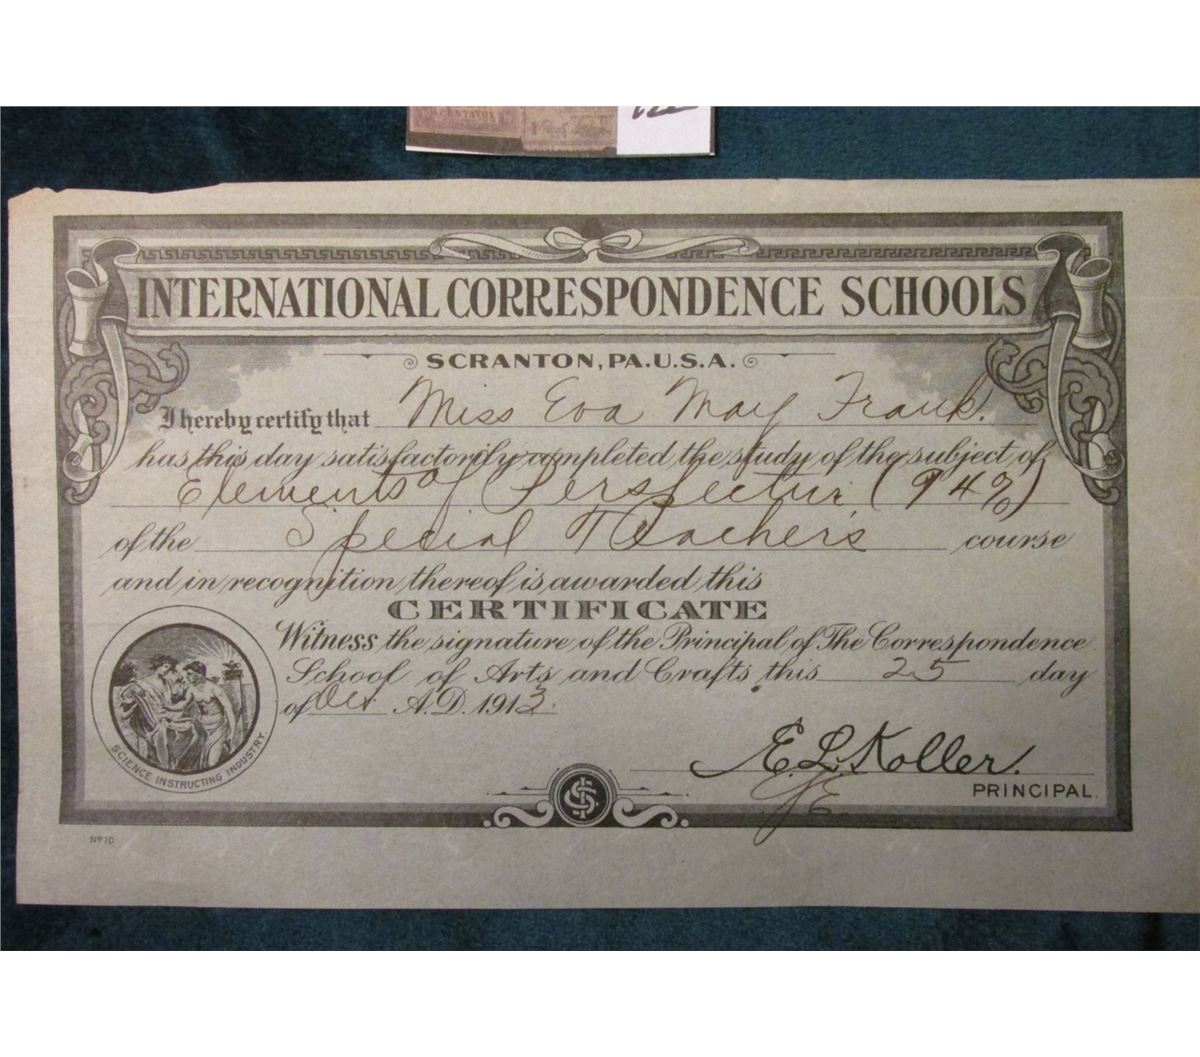 CENTAVOS
INTERNATIONAL CORRESPONDENCE SCHOOLS
SCRANTON, PA. U.S.A.
I hereby certify that Miss Eva May Frank.
has this day satisfactorily completed the study of the subject of
Elements of Perspective (94%)
of the Special Teacher's course
and in recognition thereof is awarded this
CERTIFICATE
Witness the signature of the Principal of The Correspondence
School of Arts and Crafts this 25 day
of Oct A.D. 1913.
SCIENCE INSTRUCTING INDUSTRY.
E. L. Koller.
PRINCIPAL.
ICS
Nº 10